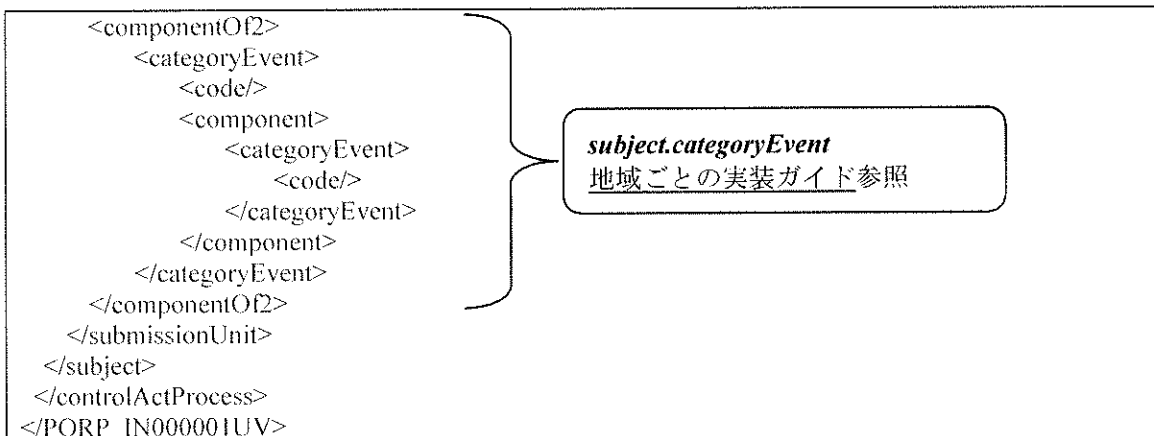 <componentOf2>
<categoryEvent>
<code/>
<component>
<categoryEvent>
<code/>
</categoryEvent>
</component>
</categoryEvent>
</componentOf2>
</submissionUnit>
</subject>
</controlActProcess>
</PORP_IN000001UV>
subject.categoryEvent
地域ごとの実装ガイド参照